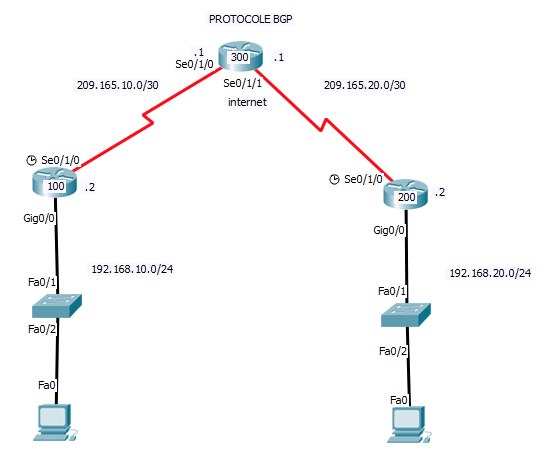 PROTOCOLE BGP
.1
300
.1
Se0/1/0
209.165.10.0/30
Se0/1/1
209.165.20.0/30
internet
Se0/1/0
100
.2
Se0/1/0
200
.2
Gig0/0
Gig0/0
192.168.10.0/24
192.168.20.0/24
Fa0/1
Fa0/1
Fa0/2
Fa0/2
Fa0
Fa0